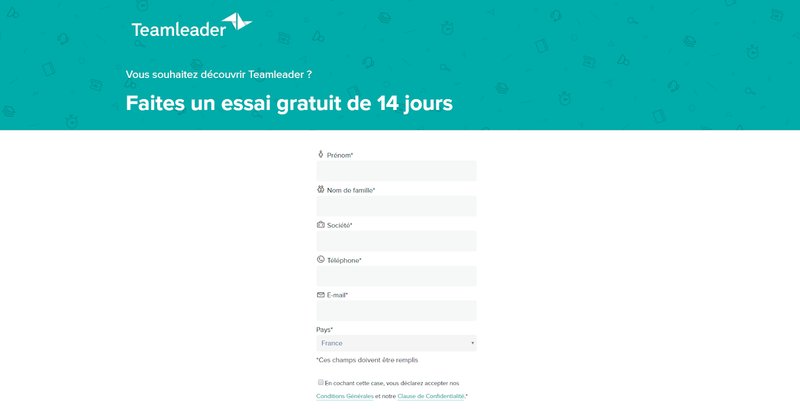 Teamleader
Vous souhaitez découvrir Teamleader ?
Faites un essai gratuit de 14 jours
Prénom*
Nom de famille*
Société*
Téléphone*
E-mail*
Pays*
France
*Ces champs doivent être remplis
En cochant cette case, vous déclarez accepter nos
Conditions Générales et notre Clause de Confidentialité.*